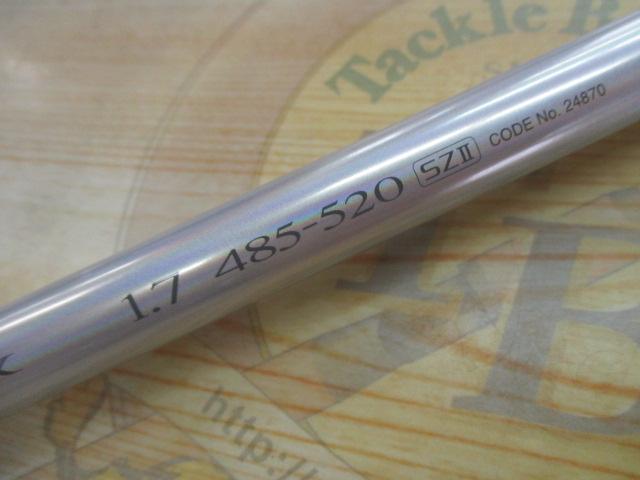 Tackle B
1.7 485-520 SZII CODE No. 24870
http://